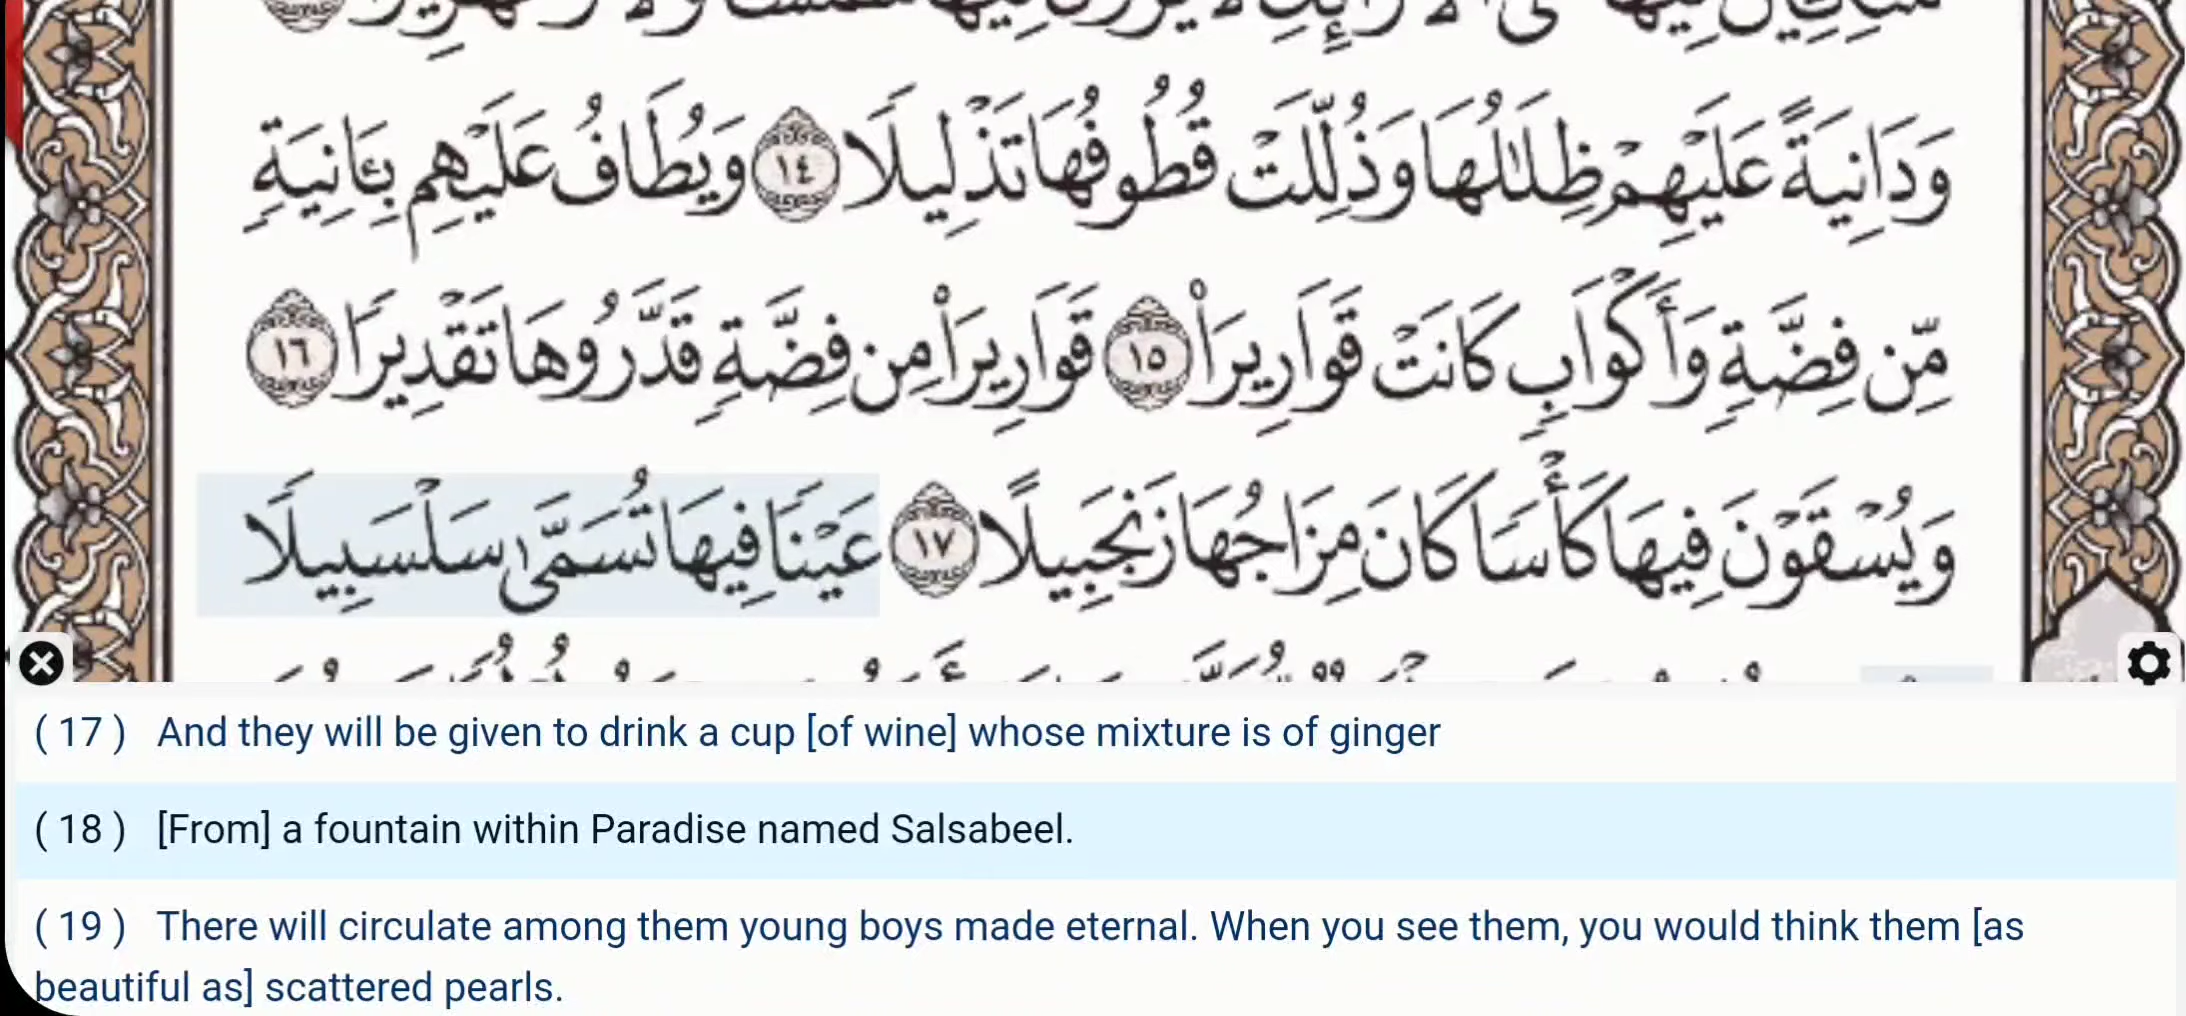 وَدَانِيَةً عَلَيْهِمْ ظِلَٰلُهَا وَذُلِّلَتْ قُطُوفُهَا تَذْلِيلًا ١٤ وَيُطَافُ عَلَيْهِم بِـَٔانِيَةٍ
مِّن فِضَّةٍ وَأَكْوَابٍ كَانَتْ قَوَارِيرَا۠ ١٥ قَوَارِيرَا۟ مِن فِضَّةٍ قَدَّرُوهَا تَقْدِيرًا ١٦
وَيُسْقَوْنَ فِيهَا كَأْسًا كَانَ مِزَاجُهَا زَنجَبِيلًا ١٧ عَيْنًا فِيهَا تُسَمَّىٰ سَلْسَبِيلًا
( 17 ) And they will be given to drink a cup [of wine] whose mixture is of ginger
( 18 ) [From] a fountain within Paradise named Salsabeel.
( 19 ) There will circulate among them young boys made eternal. When you see them, you would think them [as
beautiful as] scattered pearls.